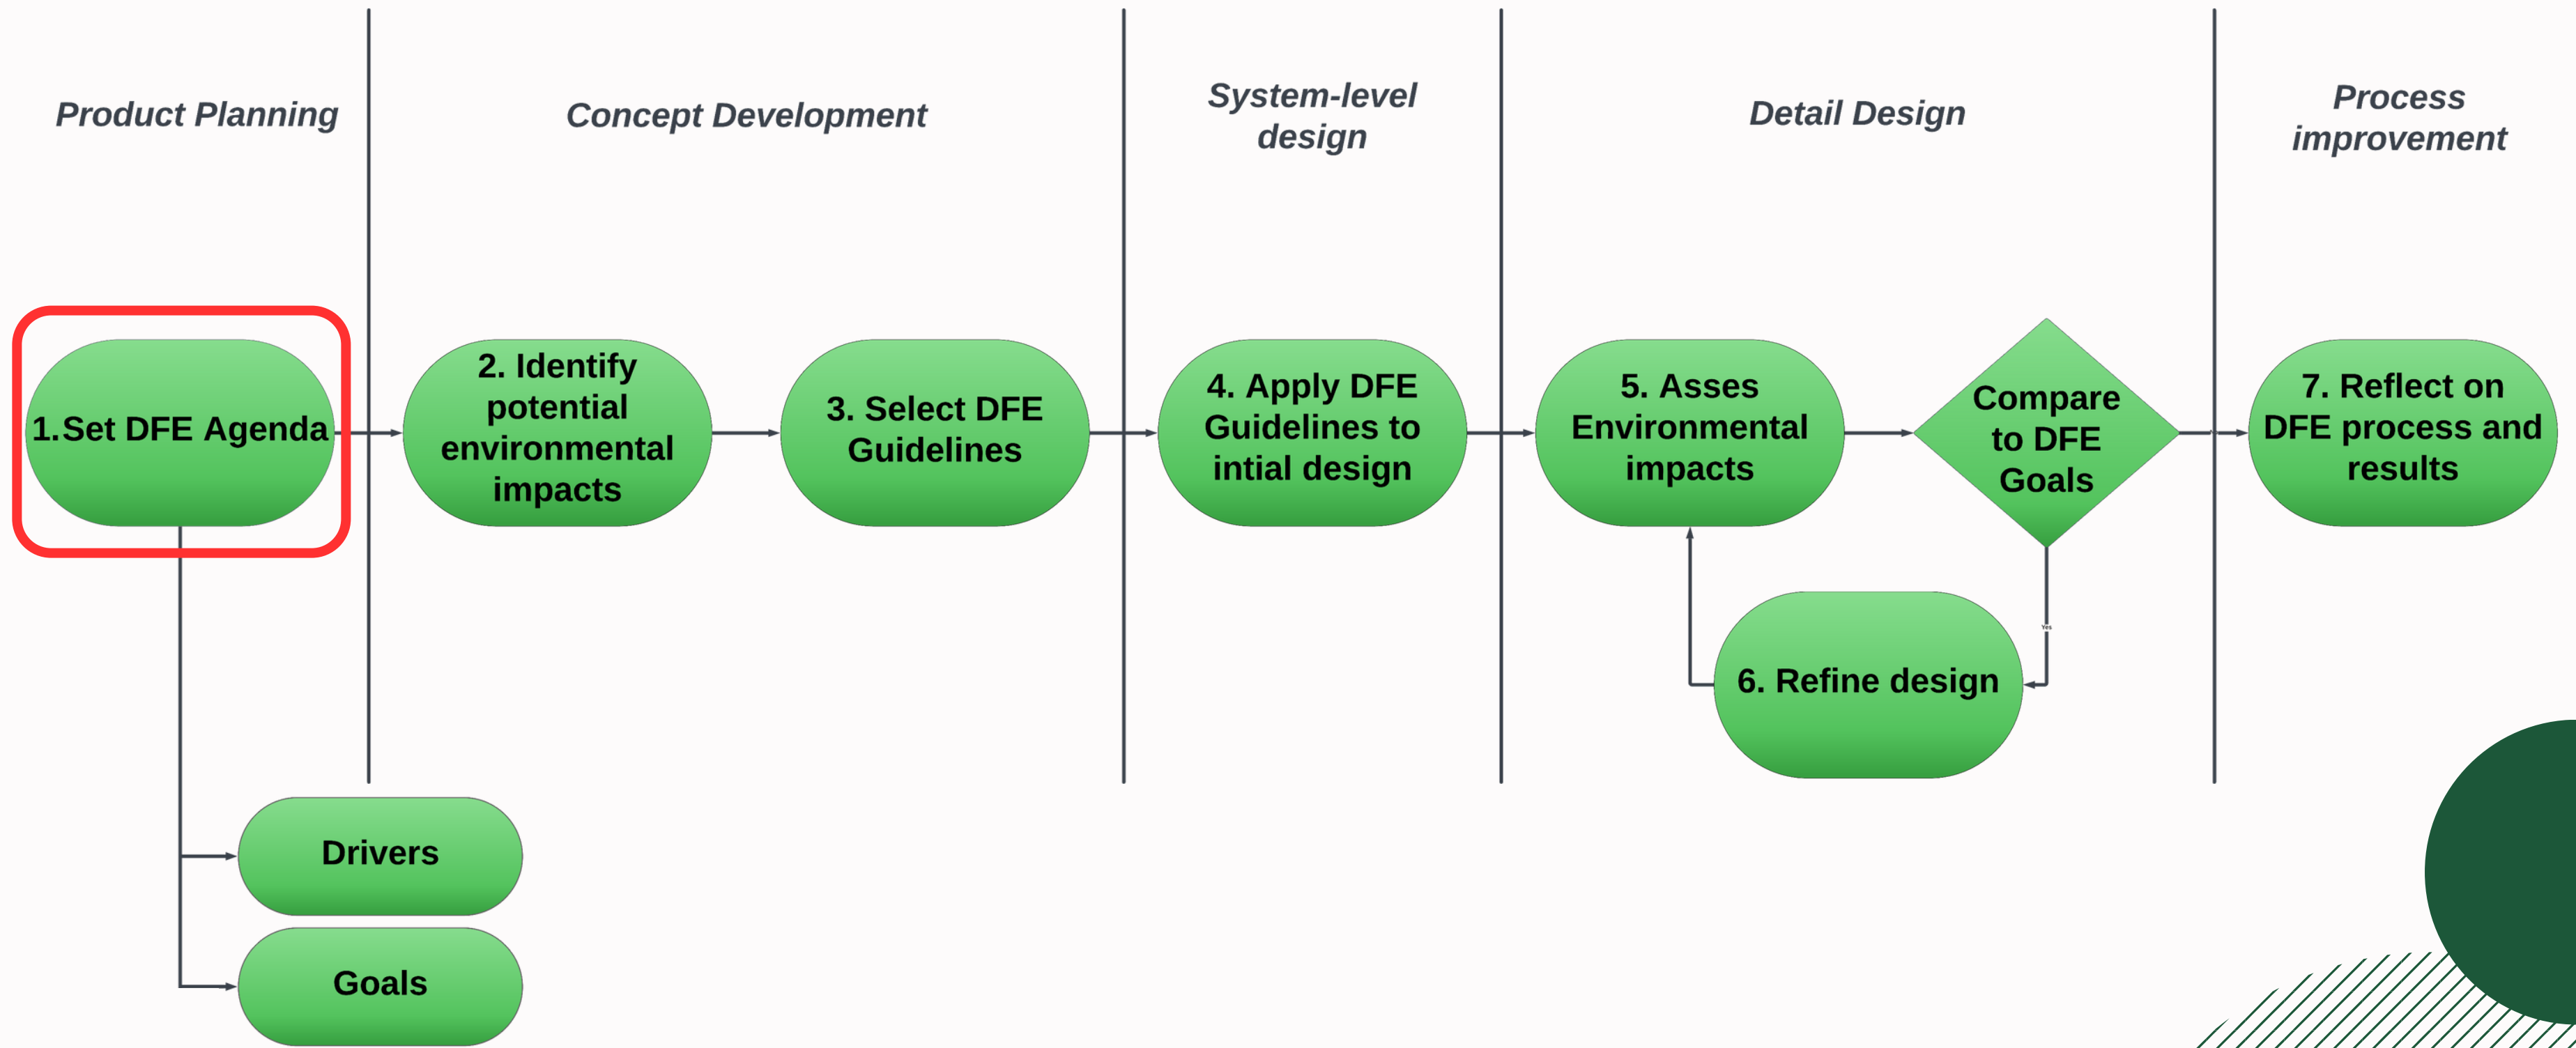 Product Planning
Concept Development
System-level
design
Detail Design
Process
improvement
1.Set DFE Agenda
2. Identify
potential
environmental
impacts
3. Select DFE
Guidelines
4. Apply DFE
Guidelines to
intial design
5. Asses
Environmental
impacts
Compare
to DFE
Goals
7. Reflect on
DFE process and
results
Yes
6. Refine design
Drivers
Goals